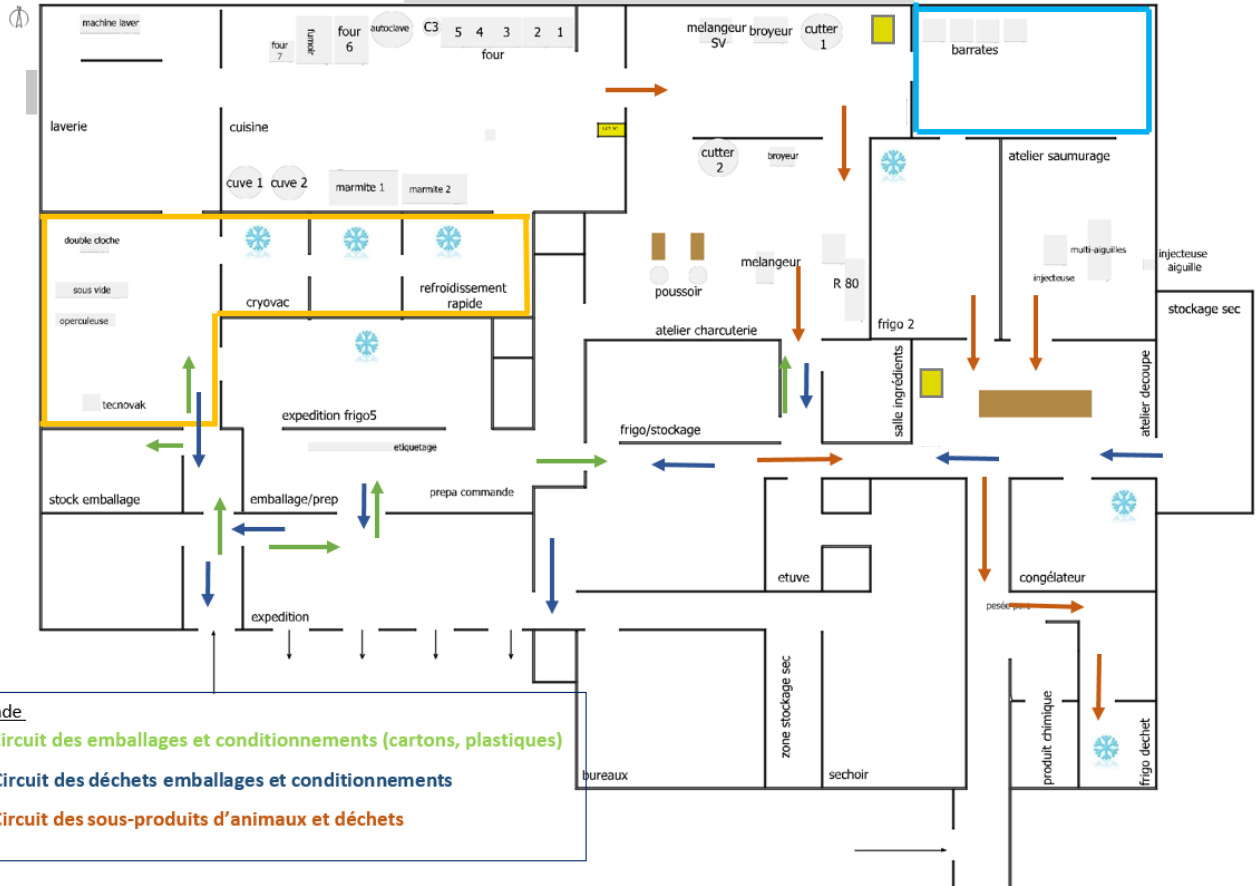 machine laver
laverie
four
7
fumoir
four
6
autoclave
C3
5 4 3 2 1
four
cuisine
cuve 1
cuve 2
marmite 1
marmite 2
melangeur
SV
broyeur
cutter
1
barrates
cutter
2
broyeur
atelier saumurage
double cloche
sous vide
operculeuse
tecnovak
cryovac
refroidissement
rapide
poussoir
melangeur
R 80
atelier charcuterie
frigo 2
multi-aiguilles
injecteuse
injecteuse
aiguille
stockage sec
expedition frigo5
etiquetage
frigo/stockage
salle ingrédients
atelier decoupe
stock emballage
emballage/prep
prepa commande
etuve
congélateur
expedition
pesée
bureaux
zone stockage sec
sechoir
produit chimique
frigo dechet
Circuit des emballages et conditionnements (cartons, plastiques)
Circuit des déchets emballages et conditionnements
Circuit des sous-produits d'animaux et déchets